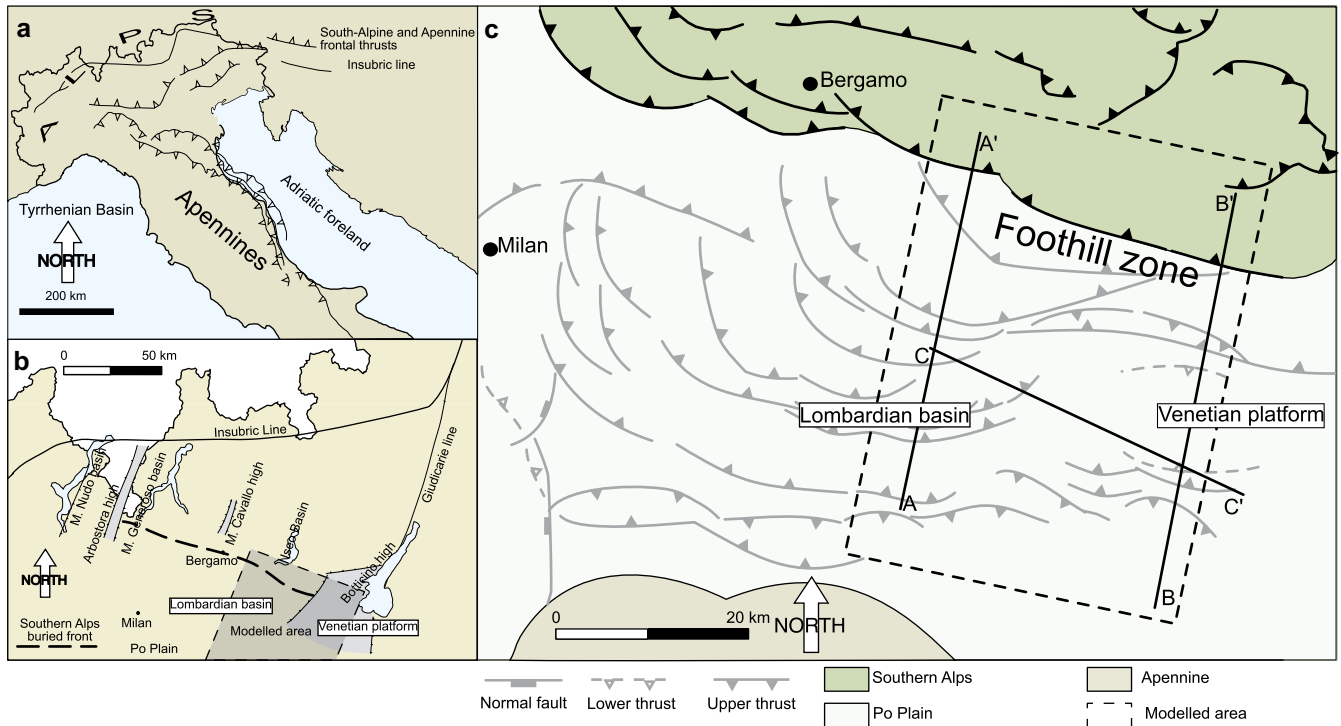 a
A
L
P
S
South-Alpine and Apennine
frontal thrusts
Insubric line
Tyrrhenian Basin
Apennines
Adriatic foreland
NORTH
200 km
b
0 50 km
Insubric Line
Giudicarie line
M. Nudo basin
Arbostora high
M. Generoso basin
M. Cavallo high
Iseo Basin
Botticino high
NORTH
Bergamo
Lombardian basin
Milan
Modelled area
Venetian platform
Southern Alps
buried front
Po Plain
c
Bergamo
A'
B'
Foothill zone
Milan
C
Lombardian basin
Venetian platform
A
C'
B
0 20 km
NORTH
Normal fault
Lower thrust
Upper thrust
Southern Alps
Po Plain
Apennine
Modelled area